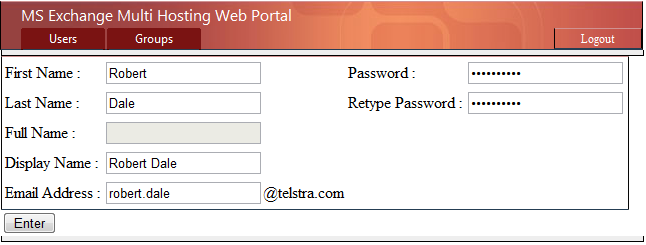 MS Exchange Multi Hosting Web Portal
Users Groups Logout
First Name : Robert Password : ••••••••••
Last Name : Dale Retype Password : ••••••••••
Full Name :
Display Name : Robert Dale
Email Address : robert.dale @telstra.com
Enter